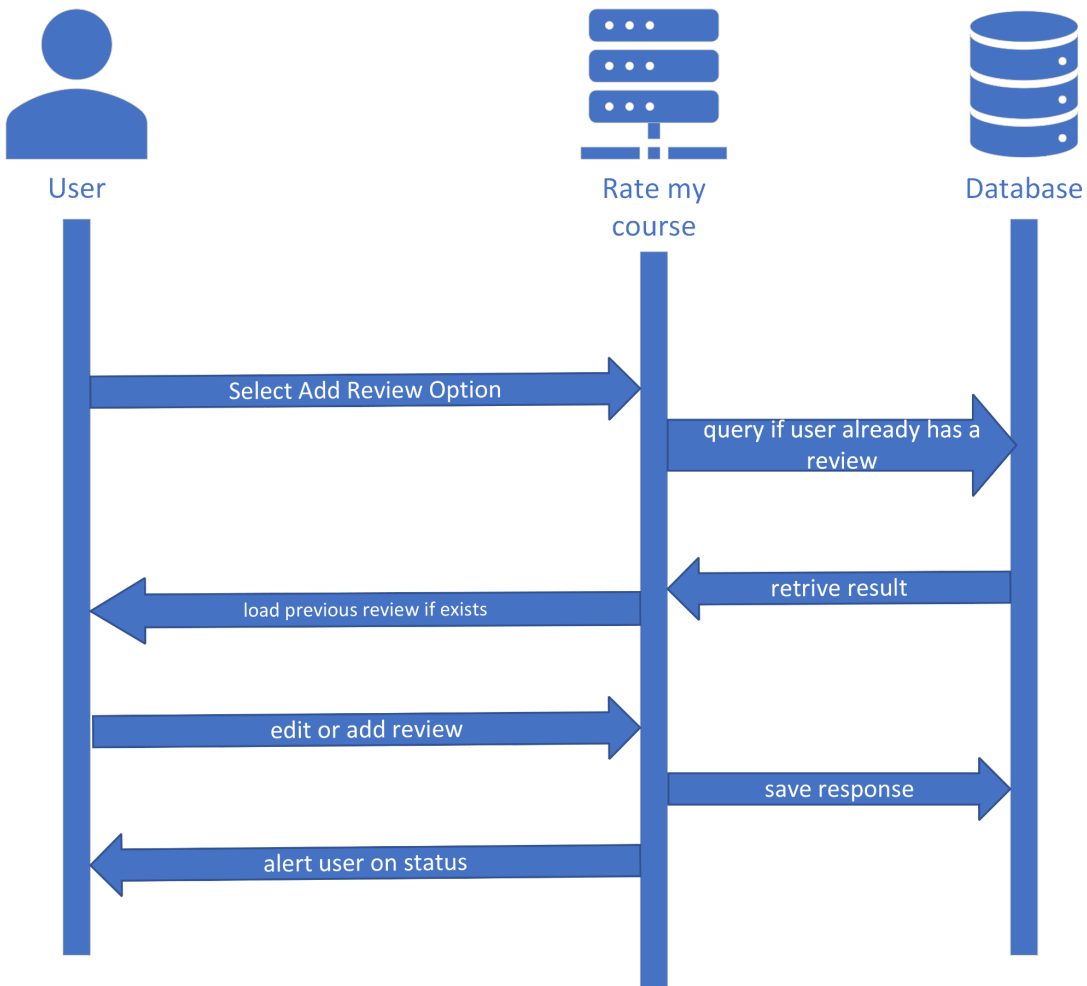 User
Rate my
course
Database
Select Add Review Option
query if user already has a
review
retrive result
load previous review if exists
edit or add review
save response
alert user on status